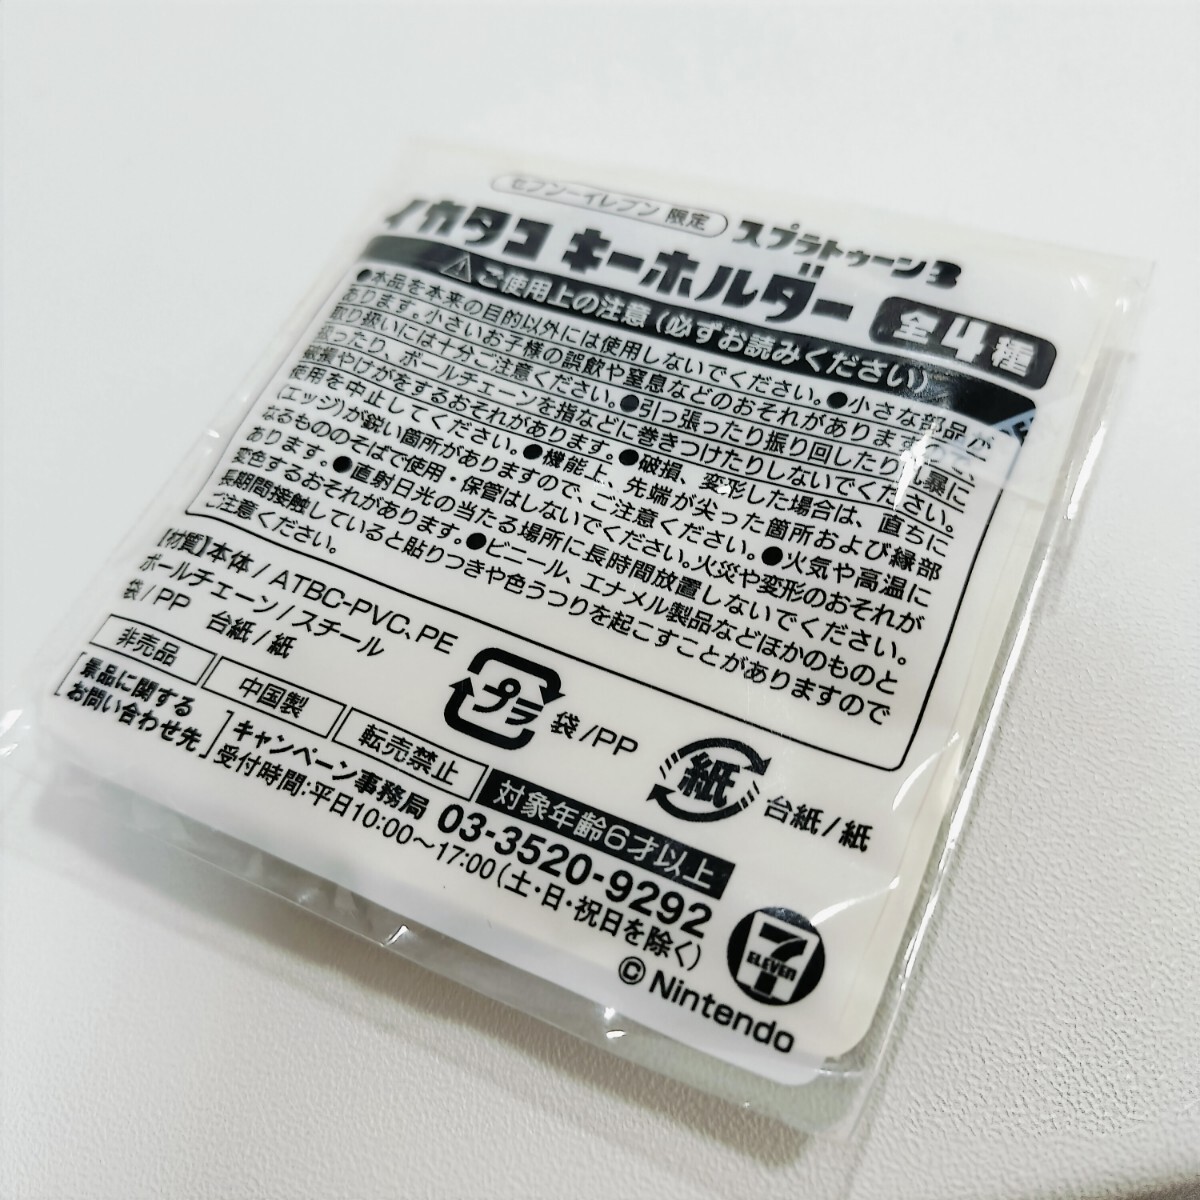 セブン-イレブン 限定 スプラトゥーン3
イカタコ キーホルダー 全4種
ご使用上の注意(必ずお読みください)
●本品を本来の目的以外には使用しないでください。●小さな部品が
あります。小さいお子様の誤飲や窒息などのおそれがあります
取り扱いには十分ご注意ください。●引っ張ったり振り回したり乱暴に
扱ったり、ボールチェーンを指などに巻きつけたりしないでください。
破損やけがをするおそれがあります。●破損、変形した場合は、直ちに
使用を中止してください。●機能上、先端が尖った箇所および縁部
(エッジ)が鋭い箇所がありますので、ご注意ください。●火気や高温に
なるもののそばで使用・保管はしないでください。火災や変形のおそれが
あります。●直射日光の当たる場所に長時間放置しないでください。
変色するおそれがあります。●ビニール、エナメル製品などほかのものと
長期間接触していると貼りつきや色うつりを起こすことがありますので
ご注意ください。
【材質】本体/ATBC-PVC、PE
ボールチェーン/スチール
袋/PP 台紙/紙
プラ 袋/PP
紙 台紙/紙
非売品 中国製 転売禁止 対象年齢6才以上
景品に関する
お問い合わせ先
キャンペーン事務局 03-3520-9292
受付時間:平日10:00〜17:00(土・日・祝日を除く)
7 ELEVEN
© Nintendo